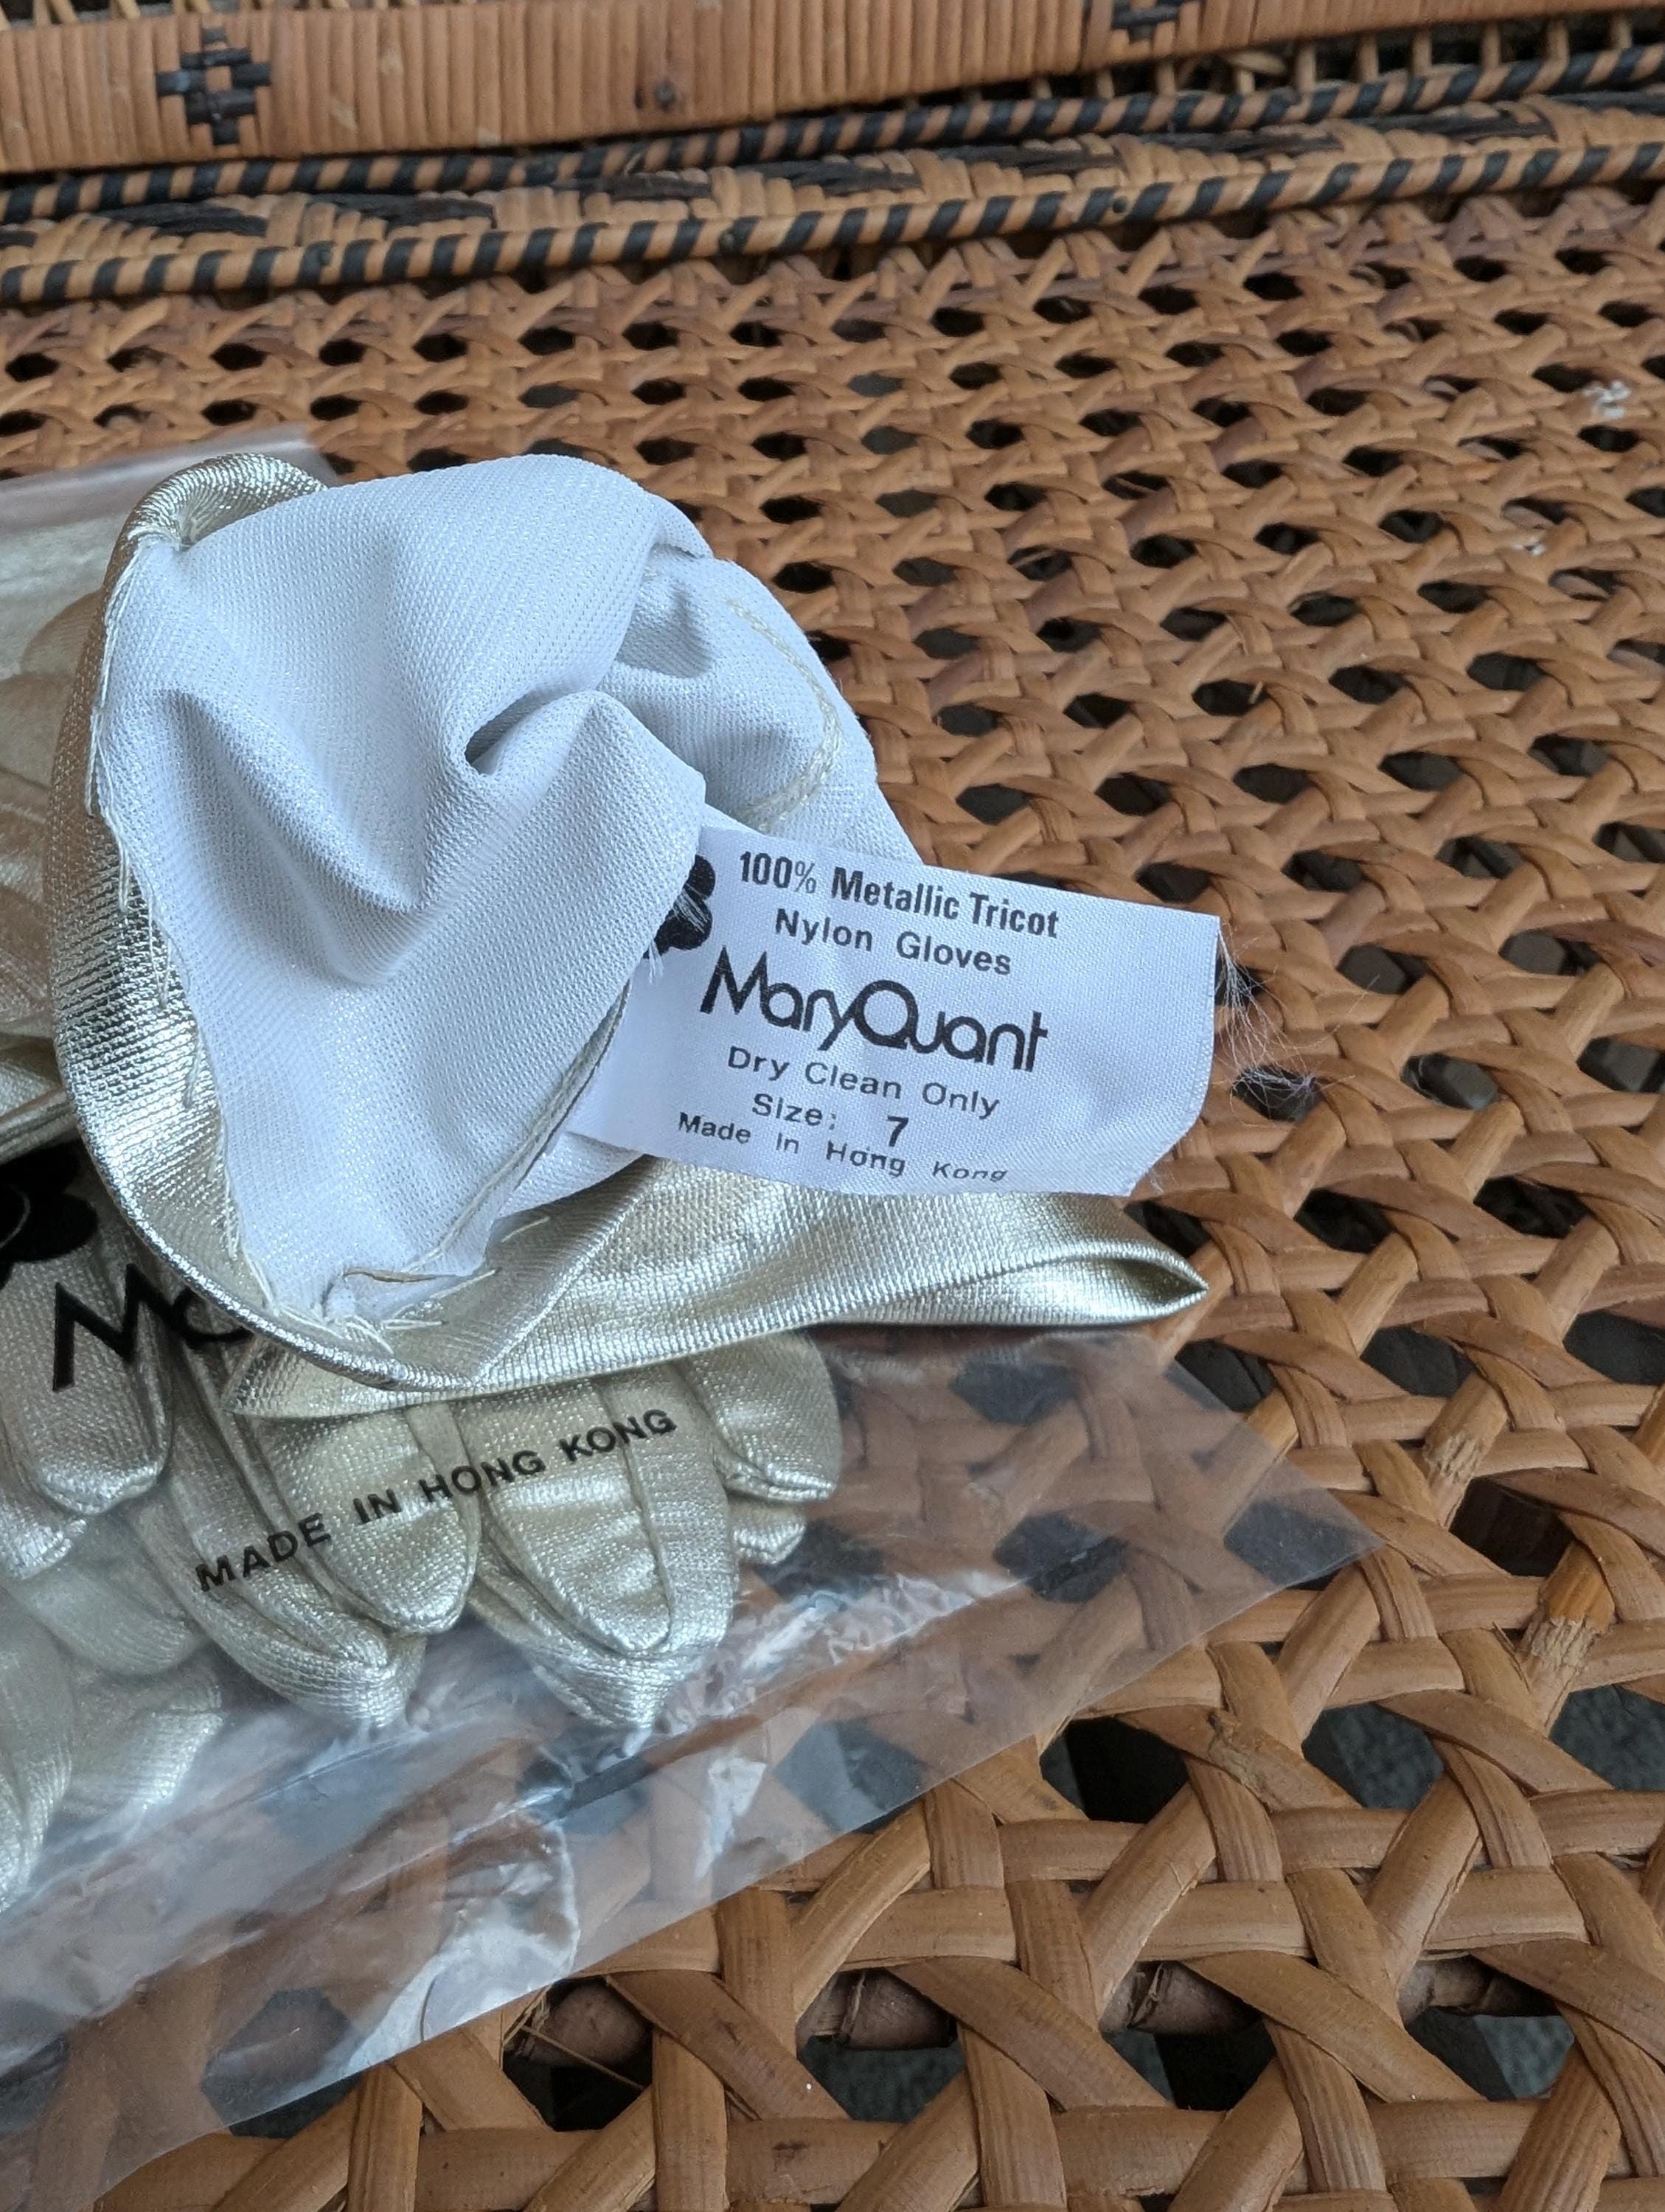 100% Metallic Tricot
Nylon Gloves
MaryQuant
Dry Clean Only
Size: 7
Made In Hong Kong
MADE IN HONG KONG